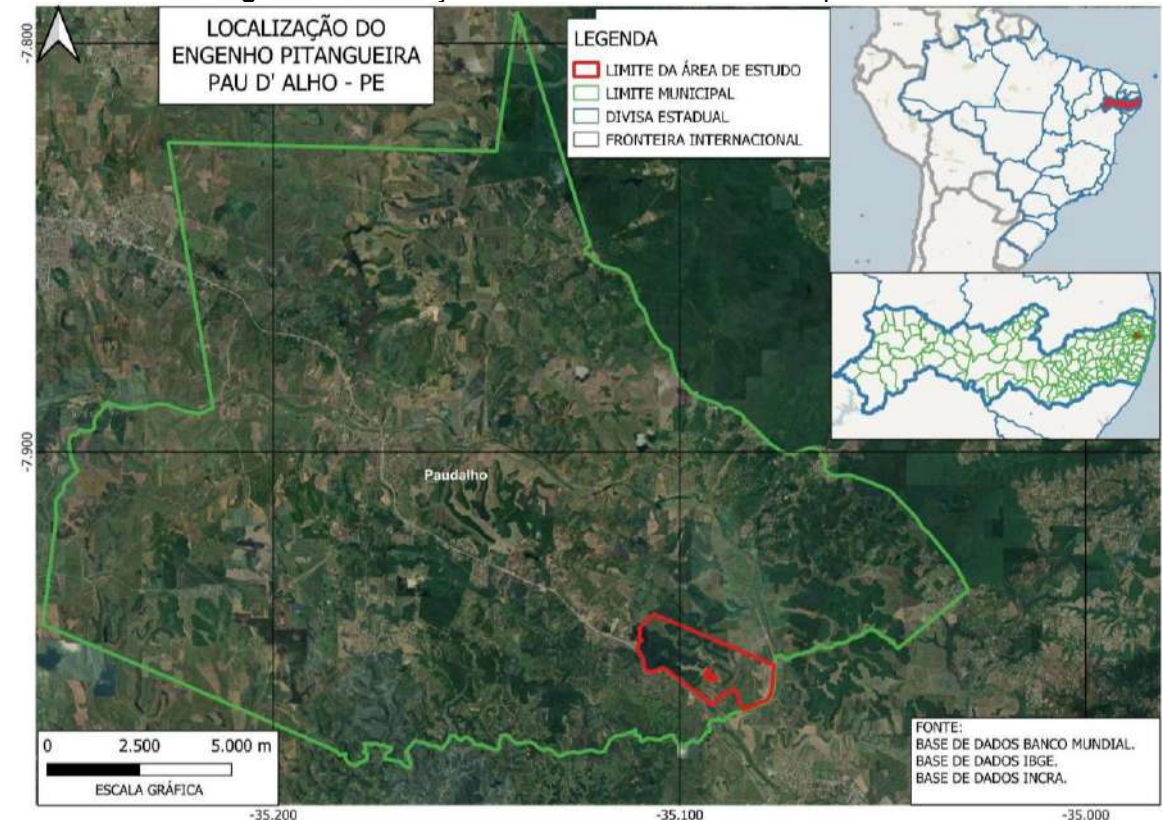 LOCALIZAÇÃO DO
ENGENHO PITANGUEIRA
PAU D' ALHO - PE
LEGENDA
LIMITE DA ÁREA DE ESTUDO
LIMITE MUNICIPAL
DIVISA ESTADUAL
FRONTEIRA INTERNACIONAL
-7.800
-7.900
Paudalho
0 2.500 5.000 m
ESCALA GRÁFICA
FONTE:
BASE DE DADOS BANCO MUNDIAL.
BASE DE DADOS IBGE.
BASE DE DADOS INCRA.
-35.200 -35.100 -35.000